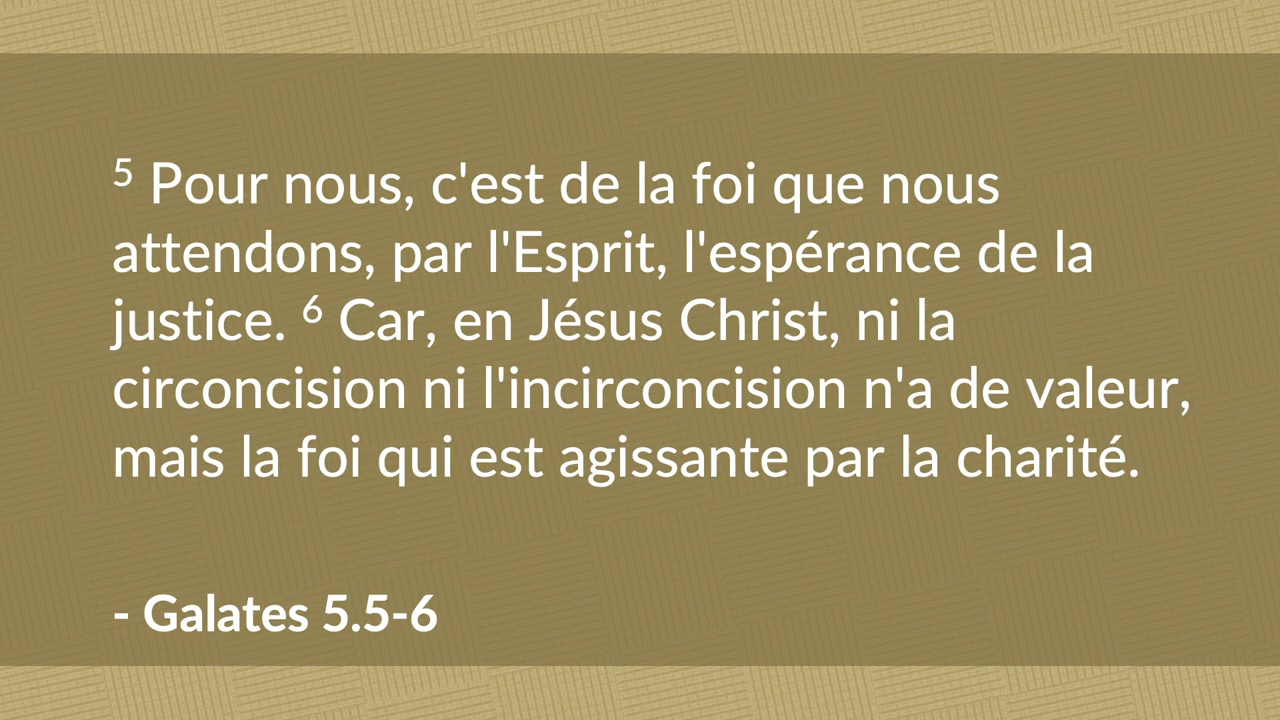 ⁵ Pour nous, c'est de la foi que nous
attendons, par l'Esprit, l'espérance de la
justice. ⁶ Car, en Jésus Christ, ni la
circoncision ni l'incirconcision n'a de valeur,
mais la foi qui est agissante par la charité.
- Galates 5.5-6